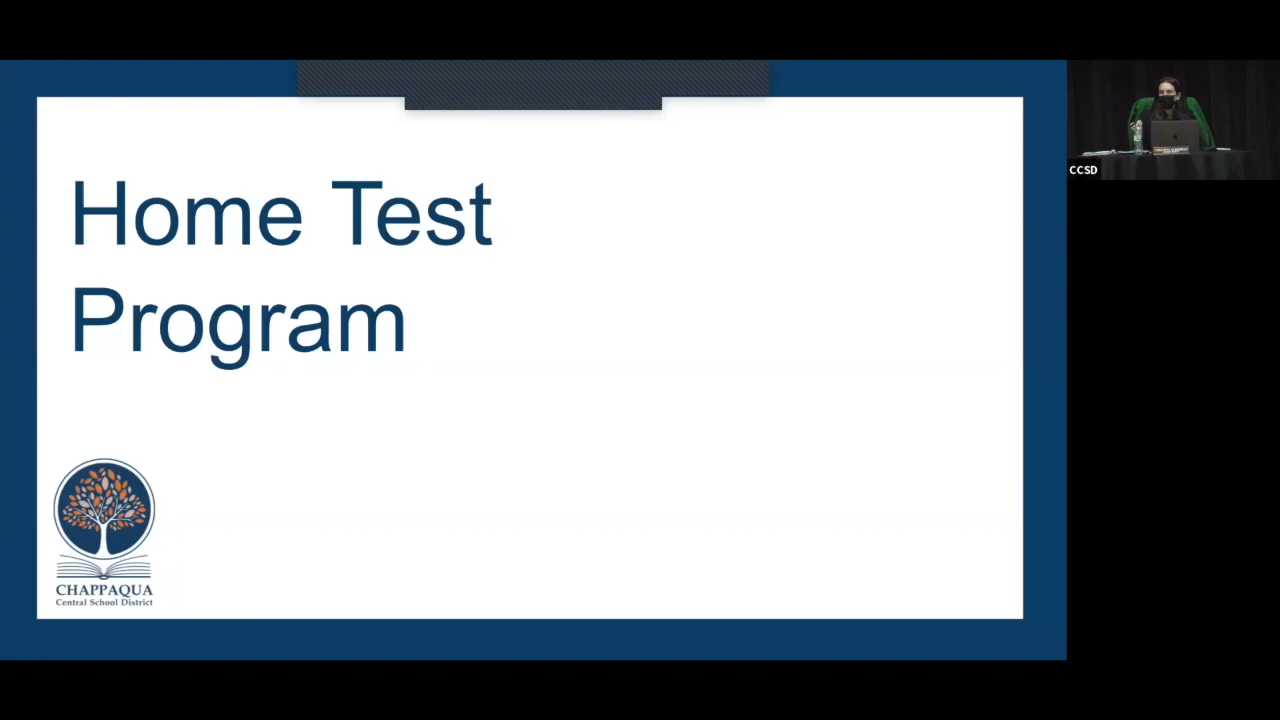 Home Test
Program
CHAPPAQUA
Central School District
CCSD